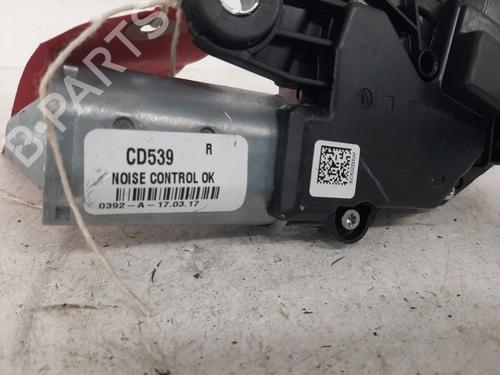 B-PARTS
CD539
R
NOISE CONTROL OK
0392-A-17.03.17